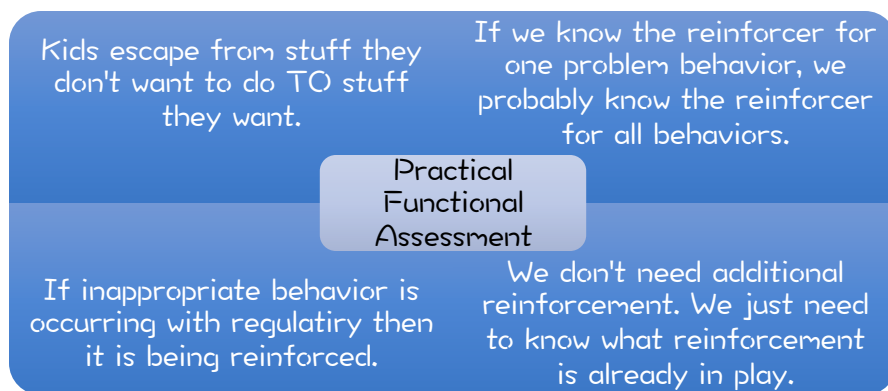 Kids escape from stuff they
don't want to do TO stuff
they want.
If we know the reinforcer for
one problem behavior, we
probably know the reinforcer
for all behaviors.
Practical
Functional
Assessment
If inappropriate behavior is
occurring with regulatiry then
it is being reinforced.
We don't need additional
reinforcement. We just need
to know what reinforcement
is already in play.